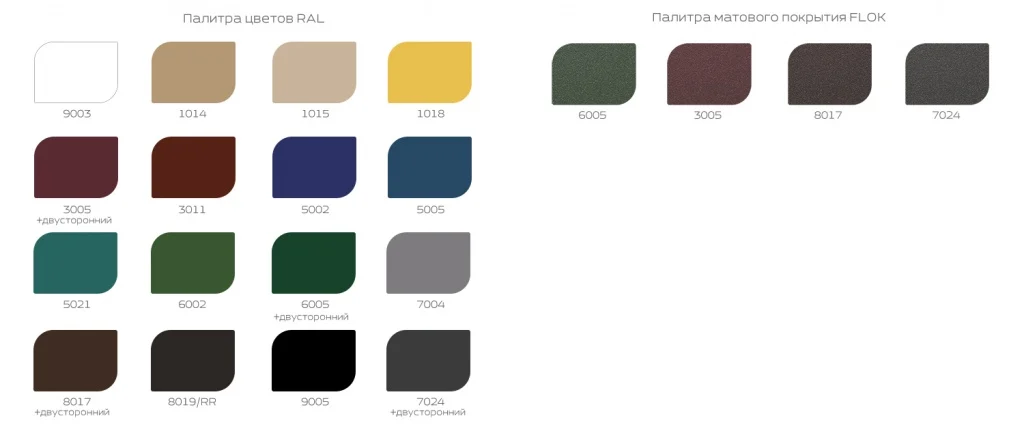 Палитра цветов RAL
9003
1014
1015
1018
3005
+двусторонний
3011
5002
5005
5021
6002
6005
+двусторонний
7004
8017
+двусторонний
8019/RR
9005
7024
+двусторонний
Палитра матового покрытия FLOK
6005
3005
8017
7024